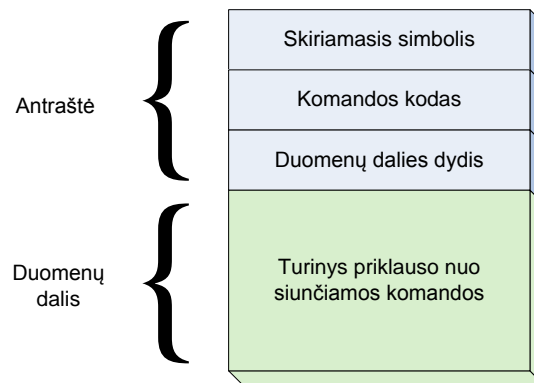 Antraštė
Skiriamasis simbolis
Komandos kodas
Duomenų dalies dydis
Duomenų
dalis
Turinys priklauso nuo
siunčiamos komandos